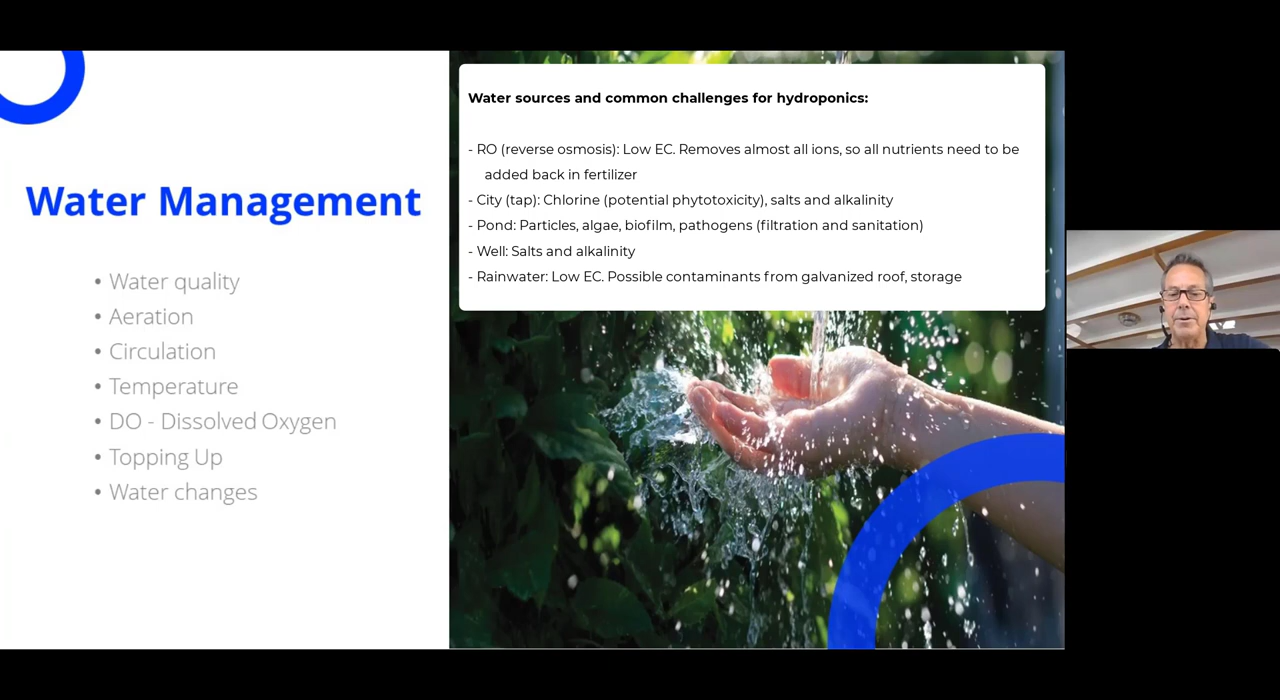 Water Management
• Water quality
• Aeration
• Circulation
• Temperature
• DO - Dissolved Oxygen
• Topping Up
• Water changes
Water sources and common challenges for hydroponics:
- RO (reverse osmosis): Low EC. Removes almost all ions, so all nutrients need to be
added back in fertilizer
- City (tap): Chlorine (potential phytotoxicity), salts and alkalinity
- Pond: Particles, algae, biofilm, pathogens (filtration and sanitation)
- Well: Salts and alkalinity
- Rainwater: Low EC. Possible contaminants from galvanized roof, storage